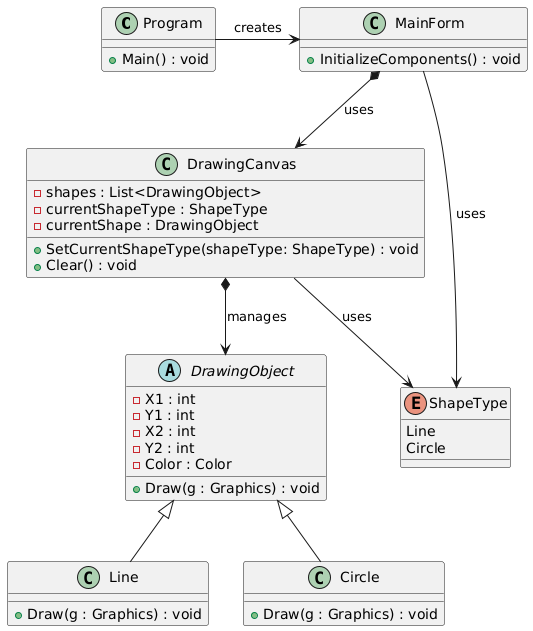 C Program
+ Main() : void
creates
C MainForm
+ InitializeComponents() : void
uses
C DrawingCanvas
shapes : List<DrawingObject>
currentShapeType : ShapeType
currentShape : DrawingObject
SetCurrentShapeType(shapeType: ShapeType) : void
Clear() : void
uses
manages
uses
A DrawingObject
X1 : int
Y1 : int
X2 : int
Y2 : int
Color : Color
Draw(g : Graphics) : void
E ShapeType
Line
Circle
C Line
Draw(g : Graphics) : void
C Circle
Draw(g : Graphics) : void